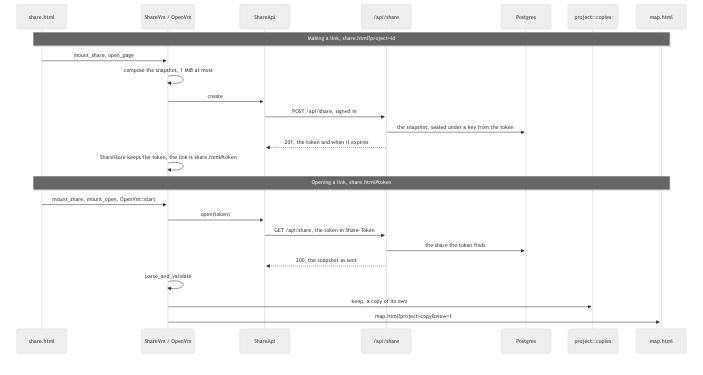 share.html
ShareVm / OpenVm
ShareApi
/api/share
Postgres
project::copies
map.html
Making a link, share.html?project=id
mount_share, open_page
compose the snapshot, 1 MiB at most
create
POST /api/share, signed in
the snapshot, sealed under a key from the token
201, the token and when it expires
ShareStore keeps the token, the link is share.html#token
Opening a link, share.html#token
mount_share, mount_open, OpenVm::start
open(token)
GET /api/share, the token in Share-Token
the share the token finds
200, the snapshot as sent
parse_and_validate
keep, a copy of its own
map.html?project=copy&view=1
share.html
ShareVm / OpenVm
ShareApi
/api/share
Postgres
project::copies
map.html